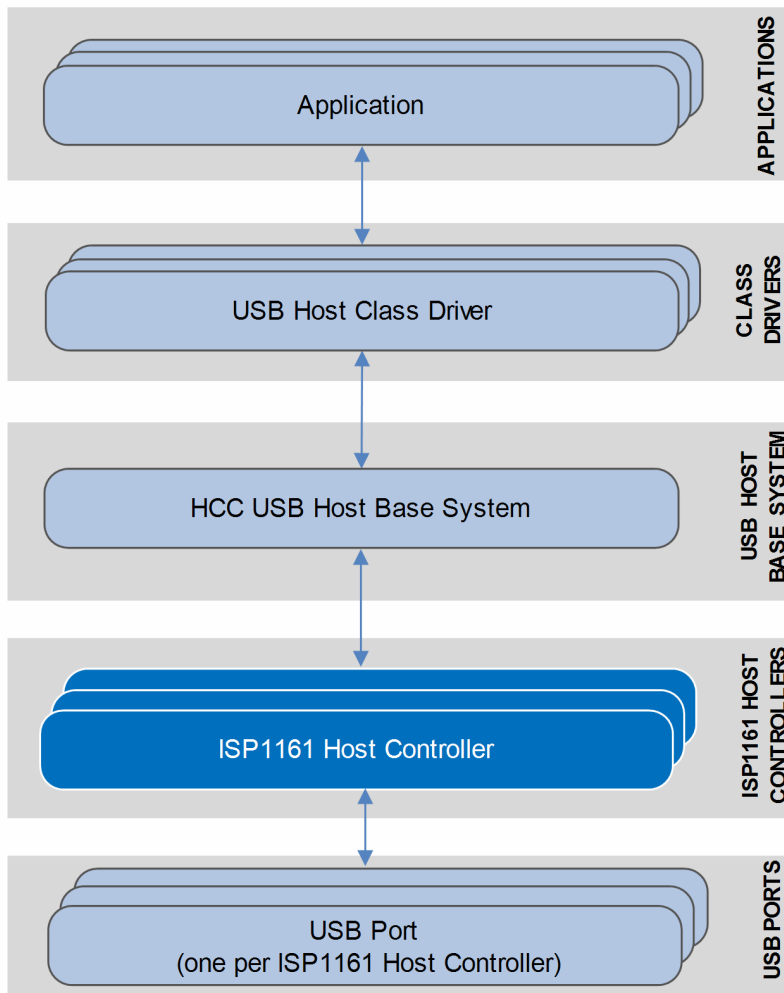 Application
APPLICATIONS
USB Host Class Driver
CLASS
DRIVERS
HCC USB Host Base System
USB HOST
BASE SYSTEM
ISP1161 Host Controller
ISP1161 HOST
CONTROLLERS
USB Port
(one per ISP1161 Host Controller)
USB PORTS